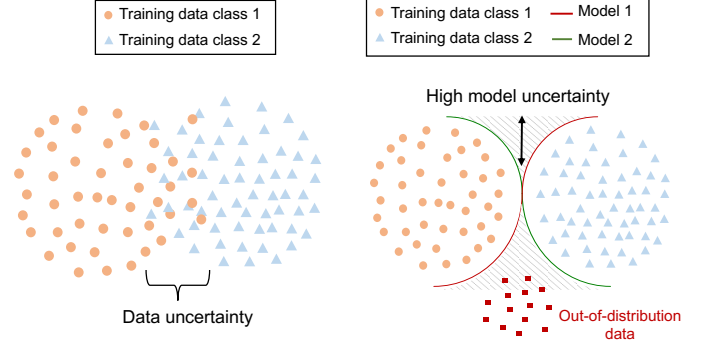 Training data class 1
Training data class 2
Data uncertainty
Training data class 1
Model 1
Training data class 2
Model 2
High model uncertainty
Out-of-distribution
data